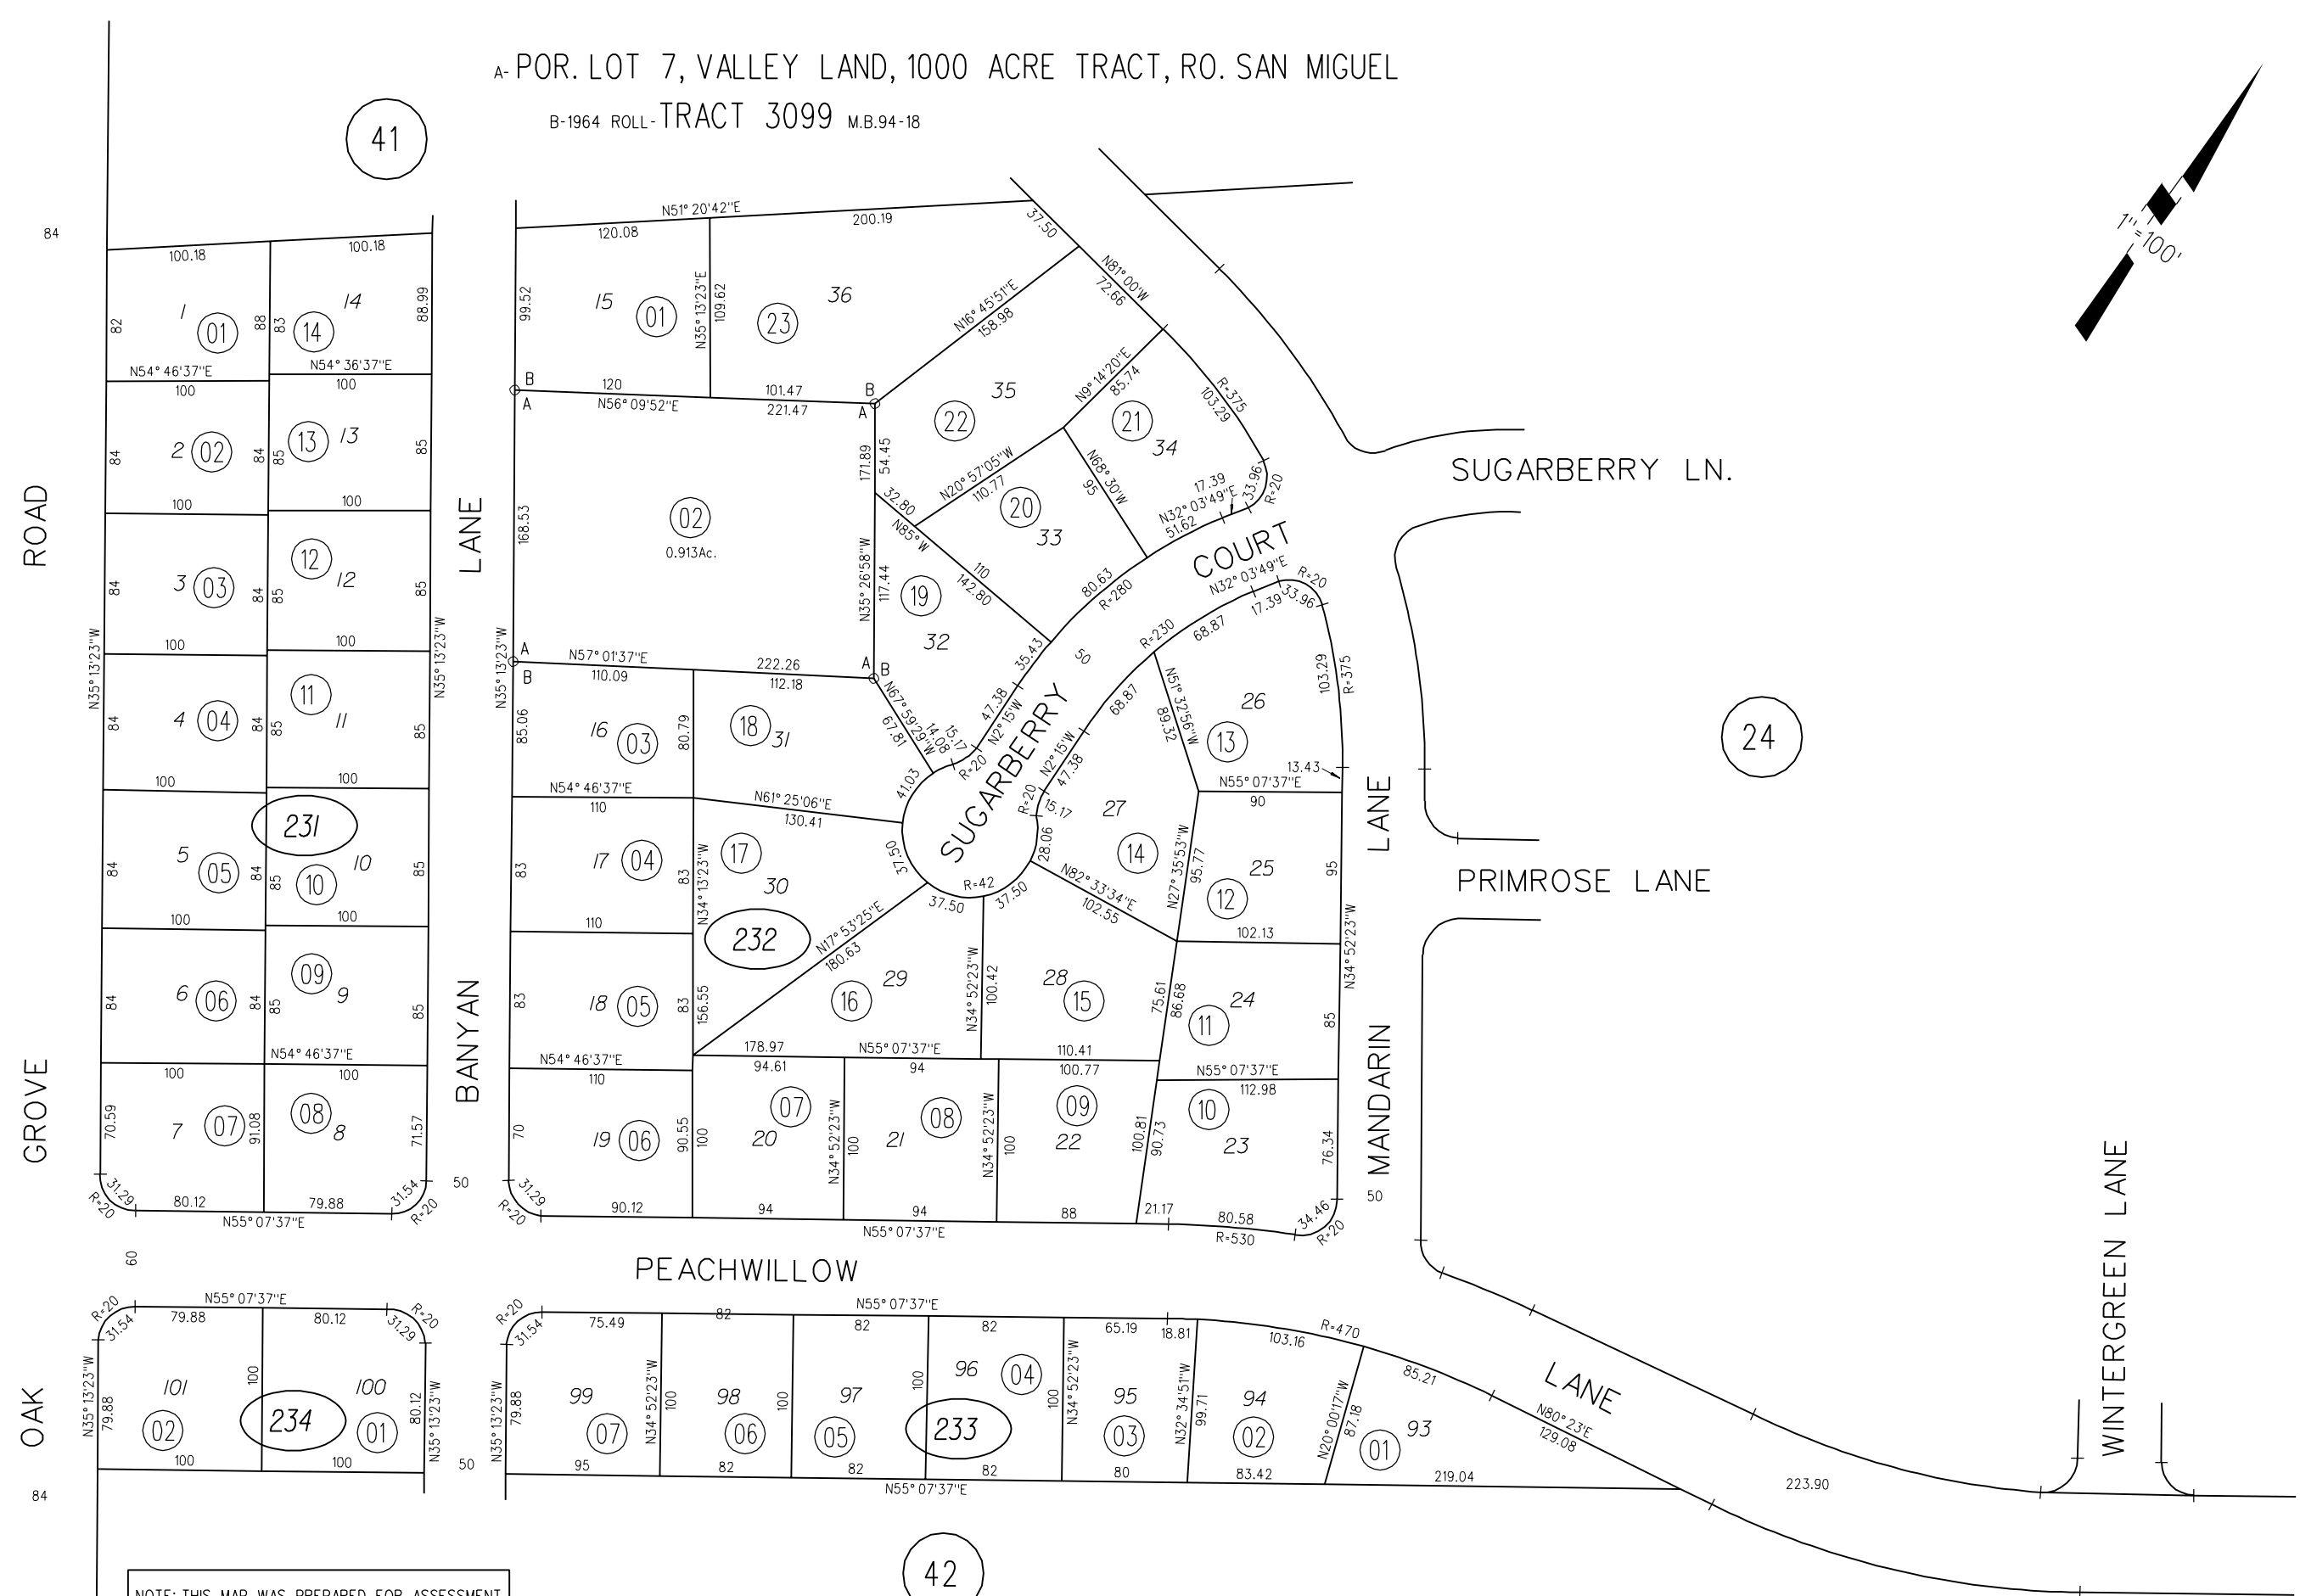 A- POR. LOT 7, VALLEY LAND, 1000 ACRE TRACT, RO. SAN MIGUEL
B-1964 ROLL- TRACT 3099 M.B.94-18
41
1"=100'
84
ROAD
GROVE
OAK
84
60
LANE
BANYAN
50
50
100.18
100.18
82
1
01
88
83
14
14
88.99
N54°46'37"E
100
N54°36'37"E
100
84
2
02
84
85
13
13
85
100
100
84
3
03
84
85
12
12
85
100
100
N35°13'23"W
N35°13'23"W
84
4
04
84
85
11
11
85
100
100
231
84
5
05
84
85
10
10
85
100
100
84
6
06
84
85
09
9
85
N54°46'37"E
100
100
70.59
7
07
91.08
08
8
71.57
31.29
R=20
80.12
79.88
31.54
R=20
N55°07'37"E
N51°20'42"E
120.08
200.19
37.50
99.52
15
01
N35°13'23"E
109.62
23
36
N16°45'51"E
158.98
N81°00'W
72.66
B
A
120
N56°09'52"E
101.47
221.47
B
A
02
0.913Ac.
168.53
171.89
54.45
N35°26'58"W
117.44
35
22
N9°14'20"E
85.74
21
34
R=375
103.29
33.96
R=20
N20°57'05"W
110.77
N68°30'W
95
20
33
17.39
N32°03'49"E
51.62
32.80
N85°W
110
142.80
80.63
R=280
19
32
35.43
47.38
N2°15'W
A
B
N57°01'37"E
110.09
222.26
112.18
A
B
N35°13'23"W
85.06
16
03
80.79
18
31
N67°59'29"W
67.81
14.08
15.17
R=20
41.03
N54°46'37"E
110
N61°25'06"E
130.41
83
17
04
83
N34°13'23"W
17
30
37.50
R=42
37.50
37.50
28.06
110
232
N17°53'25"E
180.63
83
18
05
83
156.55
16
29
N34°52'23"W
100.42
28
15
75.61
86.68
N54°46'37"E
110
178.97
N55°07'37"E
110.41
94.61
94
100.77
70
19
06
90.55
100
07
20
N34°52'23"W
100
08
21
N34°52'23"W
100
09
22
100.81
90.73
31.29
R=20
90.12
94
94
88
21.17
80.58
R=530
34.46
R=20
N55°07'37"E
SUGARBERRY
COURT
50
N32°03'49"E
R=20
17.39
33.96
R=230
68.87
68.87
N51°32'56"W
89.32
26
13
103.29
R=375
13.43
N2°15'W
47.38
R=20
15.17
27
14
N55°07'37"E
90
N27°35'53"W
95.77
25
12
95
N82°33'34"E
102.55
102.13
N34°52'23"W
24
11
85
N55°07'37"E
112.98
10
23
76.34
SUGARBERRY LN.
LANE
PRIMROSE LANE
MANDARIN
50
24
PEACHWILLOW
LANE
WINTERGREEN LANE
R=20
31.54
N55°07'37"E
79.88
80.12
R=20
31.29
N35°13'23"W
79.88
101
02
100
234
100
01
80.12
N35°13'23"W
100
100
R=20
31.54
75.49
82
N55°07'37"E
82
82
65.19
18.81
103.16
R=470
85.21
N80°23'E
129.08
N35°13'23"W
79.88
99
07
N34°52'23"W
100
98
06
100
97
05
100
96
04
233
100
N34°52'23"W
95
03
N32°34'51"W
99.71
94
02
N20°00'17"W
87.18
93
01
95
82
82
82
80
83.42
219.04
223.90
N55°07'37"E
42
NOTE: THIS MAP WAS PREPARED FOR ASSESSMENT